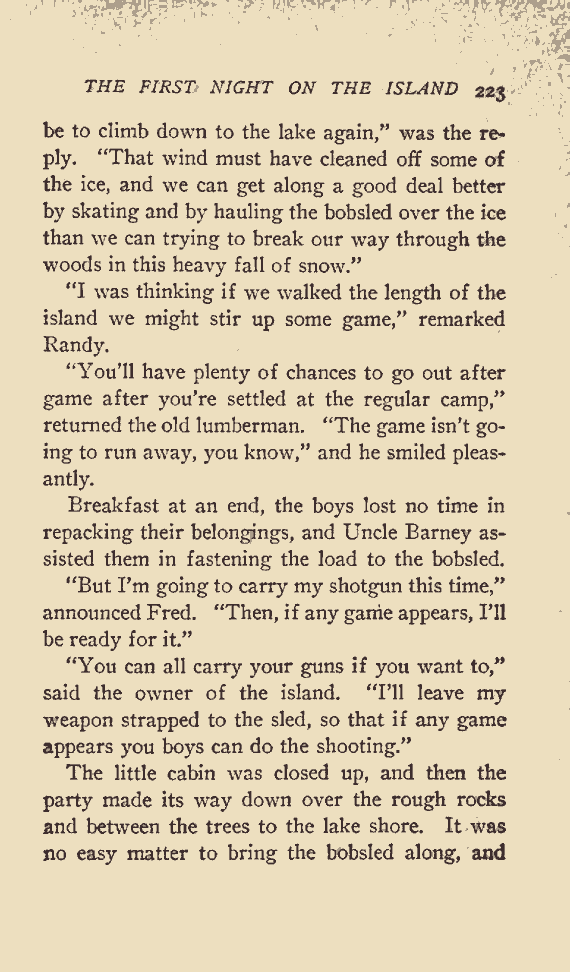 THE FIRST NIGHT ON THE ISLAND 223
be to climb down to the lake again,” was the re-
ply. “That wind must have cleaned off some of
the ice, and we can get along a good deal better
by skating and by hauling the bobsled over the ice
than we can trying to break our way through the
woods in this heavy fall of snow.”
“I was thinking if we walked the length of the
island we might stir up some game,” remarked
Randy.
“You’ll have plenty of chances to go out after
game after you’re settled at the regular camp,”
returned the old lumberman. “The game isn’t go-
ing to run away, you know,” and he smiled pleas-
antly.
Breakfast at an end, the boys lost no time in
repacking their belongings, and Uncle Barney as-
sisted them in fastening the load to the bobsled.
“But I’m going to carry my shotgun this time,”
announced Fred. “Then, if any game appears, I’ll
be ready for it.”
“You can all carry your guns if you want to,”
said the owner of the island. “I’ll leave my
weapon strapped to the sled, so that if any game
appears you boys can do the shooting.”
The little cabin was closed up, and then the
party made its way down over the rough rocks
and between the trees to the lake shore. It was
no easy matter to bring the bobsled along, and